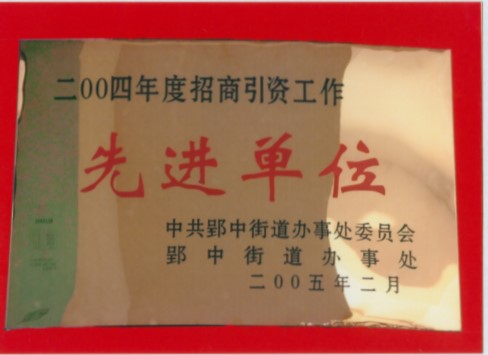 二00四年度招商引资工作
先进单位
中共郢中街道办事处委员会
郢中街道办事处
二00五年二月